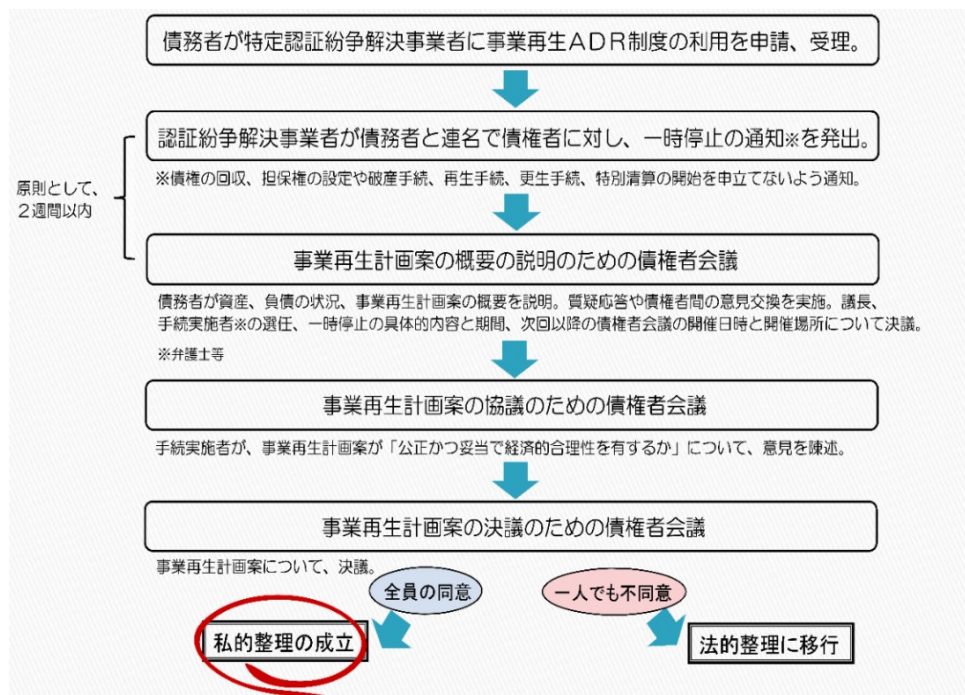 債務者が特定認証紛争解決事業者に事業再生ADR制度の利用を申請、受理。
認証紛争解決事業者が債務者と連名で債権者に対し、一時停止の通知※を発出。
原則として、
2週間以内
※債権の回収、担保権の設定や破産手続、再生手続、更生手続、特別清算の開始を申立てないよう通知。
事業再生計画案の概要の説明のための債権者会議
債務者が資産、負債の状況、事業再生計画案の概要を説明。質疑応答や債権者間の意見交換を実施。議長、
手続実施者※の選任、一時停止の具体的内容と期間、次回以降の債権者会議の開催日時と開催場所について決議。
※弁護士等
事業再生計画案の協議のための債権者会議
手続実施者が、事業再生計画案が「公正かつ妥当で経済的合理性を有するか」について、意見を陳述。
事業再生計画案の決議のための債権者会議
事業再生計画案について、決議。
全員の同意
一人でも不同意
私的整理の成立
法的整理に移行